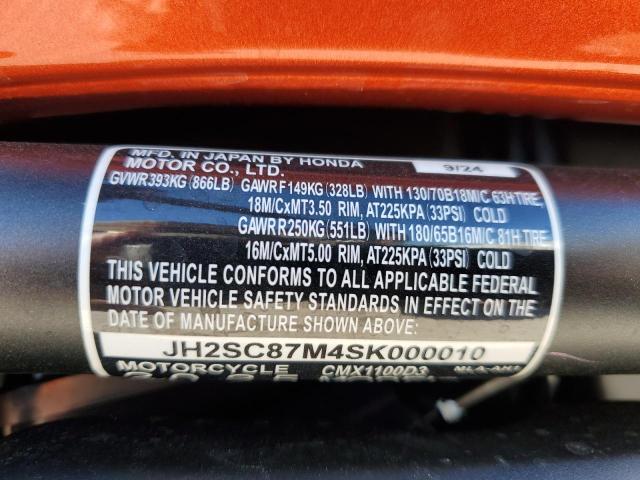 MFD. IN JAPAN BY HONDA 9/24
MOTOR CO., LTD.
GVWR393KG (866LB) GAWRF149KG (328LB) WITH 130/70B18M/C 63H TIRE
18M/CxMT3.50 RIM, AT225KPA (33PSI) COLD
GAWRR250KG (551LB) WITH 180/65B16M/C 81H TIRE
16M/CxMT5.00 RIM, AT225KPA (33PSI) COLD
THIS VEHICLE CONFORMS TO ALL APPLICABLE FEDERAL
MOTOR VEHICLE SAFETY STANDARDS IN EFFECT ON THE
DATE OF MANUFACTURE SHOWN ABOVE:
JH2SC87M4SK000010
MOTORCYCLE CMX1100D3